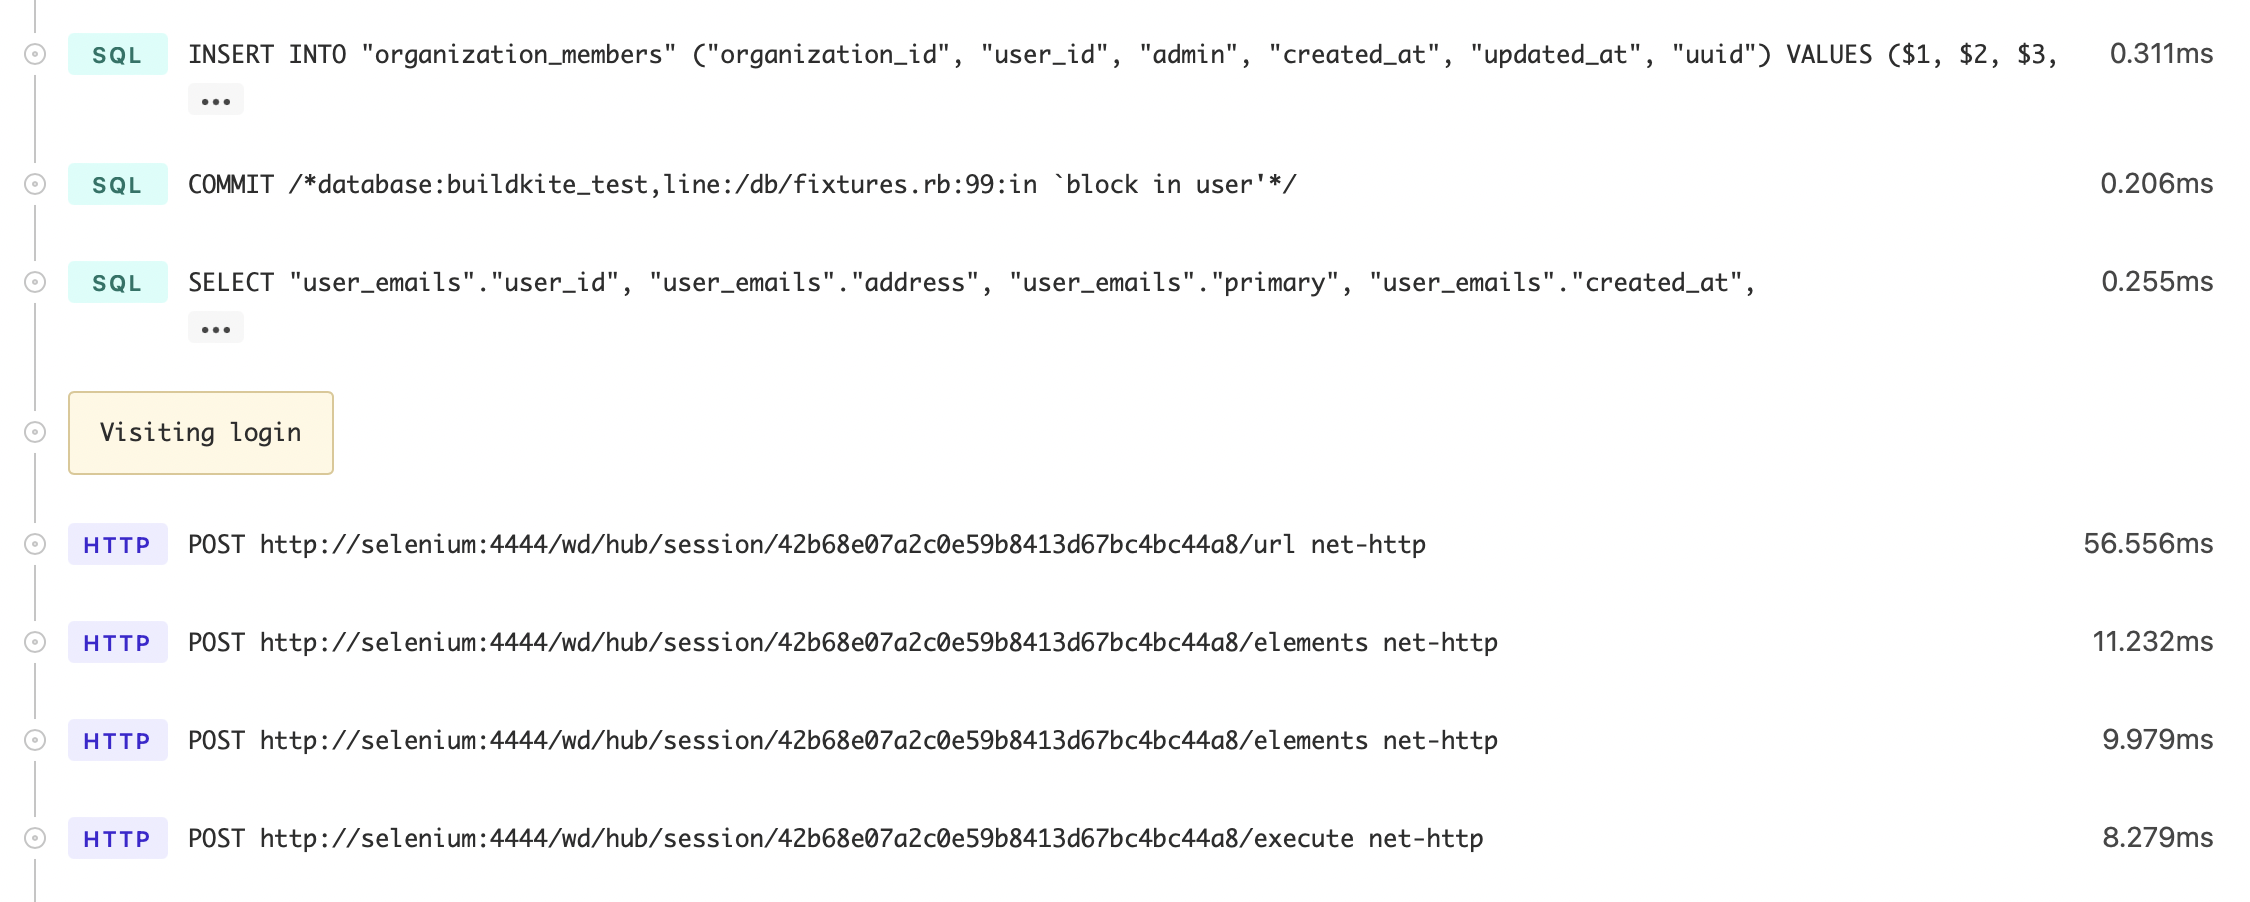 SQL INSERT INTO "organization_members" ("organization_id", "user_id", "admin", "created_at", "updated_at", "uuid") VALUES ($1, $2, $3, 0.311ms
...
SQL COMMIT /*database:buildkite_test,line:/db/fixtures.rb:99:in `block in user'*/ 0.206ms
SQL SELECT "user_emails"."user_id", "user_emails"."address", "user_emails"."primary", "user_emails"."created_at", 0.255ms
...
Visiting login
HTTP POST http://selenium:4444/wd/hub/session/42b68e07a2c0e59b8413d67bc4bc44a8/url net-http 56.556ms
HTTP POST http://selenium:4444/wd/hub/session/42b68e07a2c0e59b8413d67bc4bc44a8/elements net-http 11.232ms
HTTP POST http://selenium:4444/wd/hub/session/42b68e07a2c0e59b8413d67bc4bc44a8/elements net-http 9.979ms
HTTP POST http://selenium:4444/wd/hub/session/42b68e07a2c0e59b8413d67bc4bc44a8/execute net-http 8.279ms